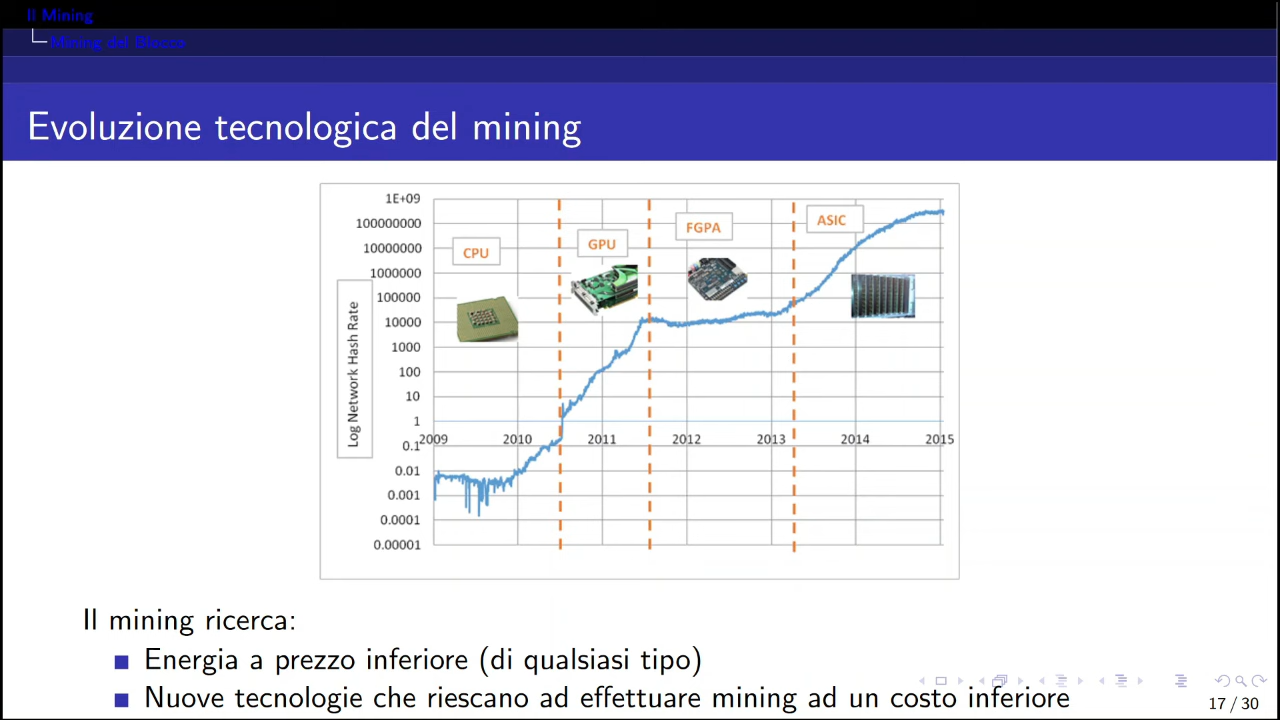 Il Mining
Mining del Blocco
Evoluzione tecnologica del mining
1E+09
100000000
10000000
1000000
100000
10000
1000
100
10
1
0.1
0.01
0.001
0.0001
0.00001
Log Network Hash Rate
CPU
GPU
FGPA
ASIC
2009 2010 2011 2012 2013 2014 2015
Il mining ricerca:
Energia a prezzo inferiore (di qualsiasi tipo)
Nuove tecnologie che riescano ad effettuare mining ad un costo inferiore
17 / 30